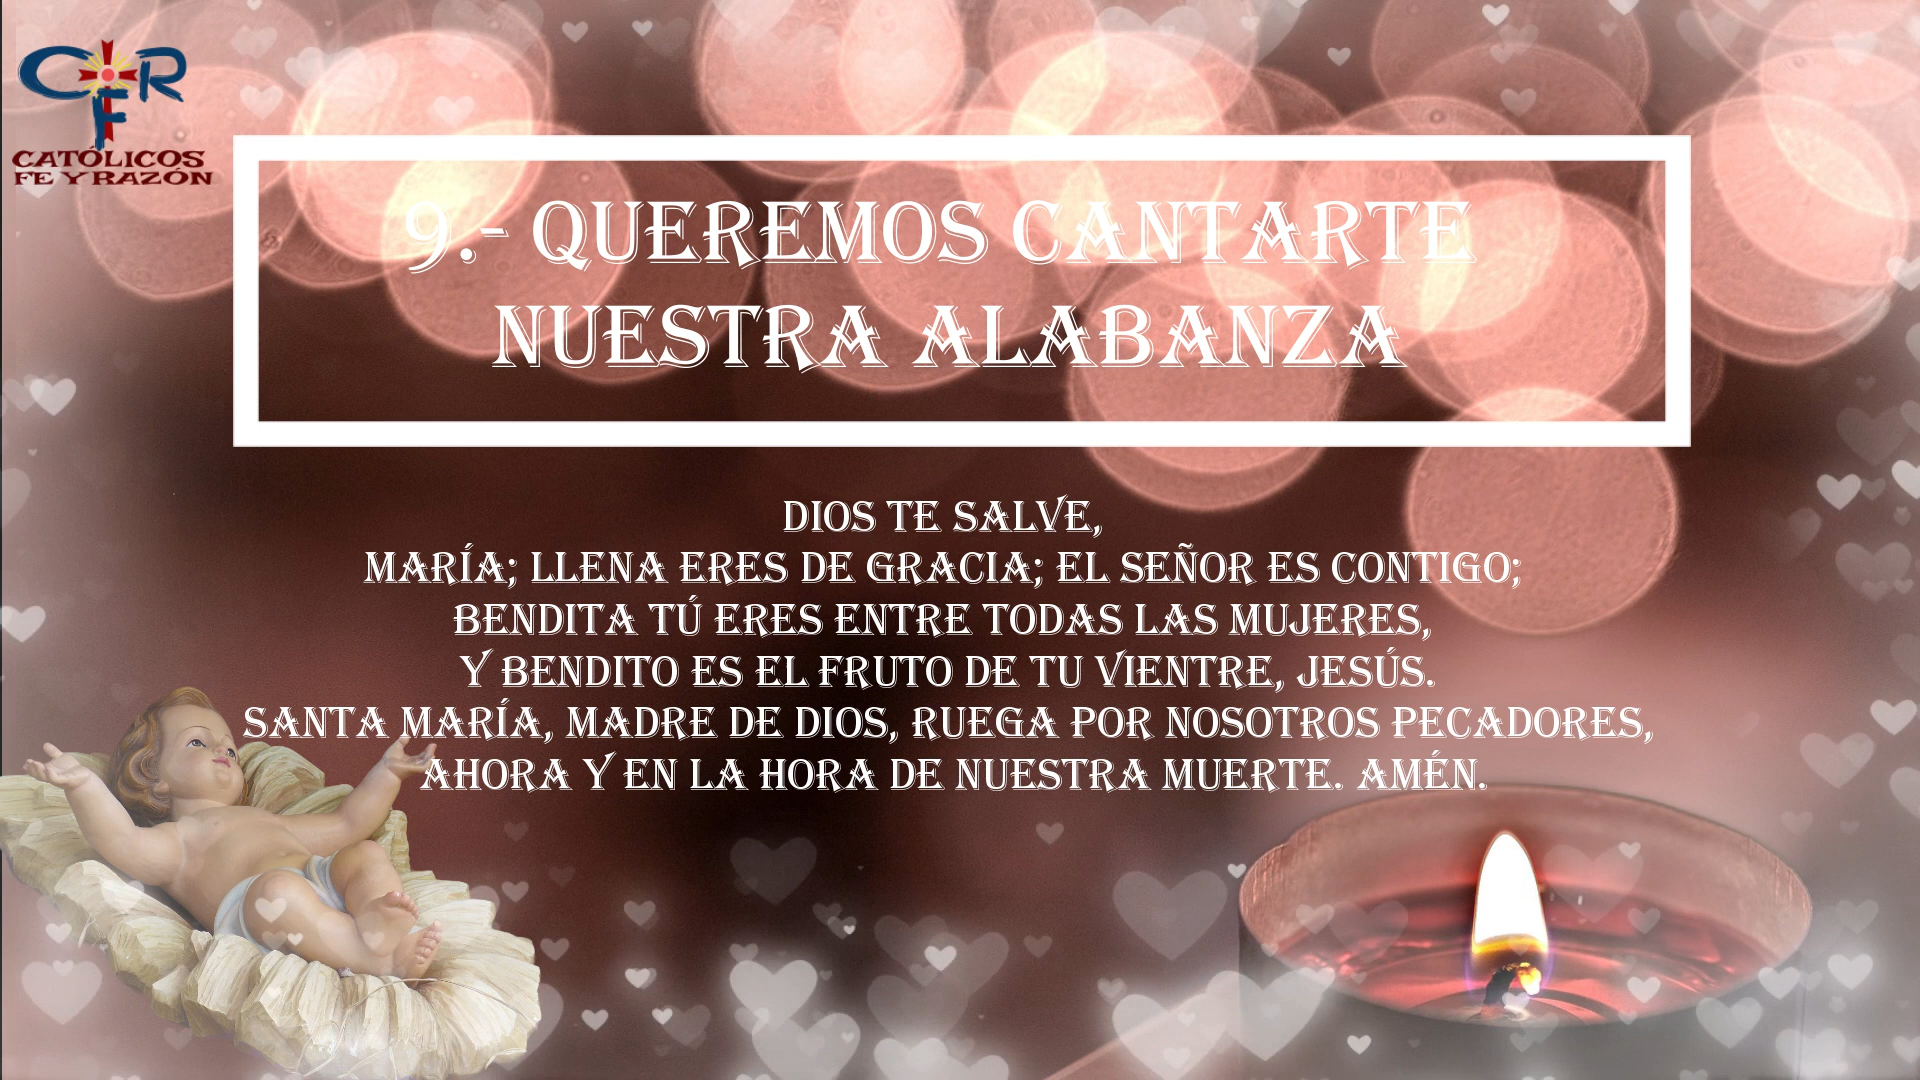 CFR
CATÓLICOS
FE Y RAZÓN
9.- QUEREMOS CANTARTE
NUESTRA ALABANZA
DIOS TE SALVE,
MARÍA; LLENA ERES DE GRACIA; EL SEÑOR ES CONTIGO;
BENDITA TÚ ERES ENTRE TODAS LAS MUJERES,
Y BENDITO ES EL FRUTO DE TU VIENTRE, JESÚS.
SANTA MARÍA, MADRE DE DIOS, RUEGA POR NOSOTROS PECADORES,
AHORA Y EN LA HORA DE NUESTRA MUERTE. AMÉN.